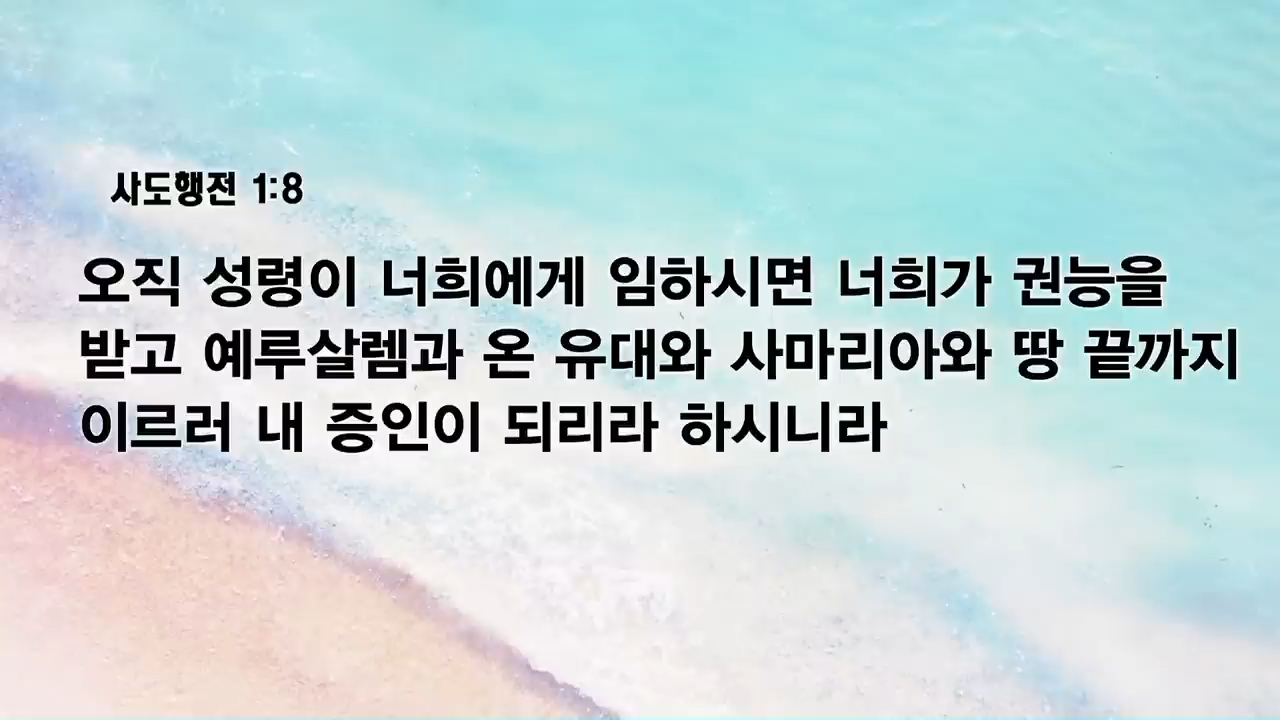 사도행전 1:8
오직 성령이 너희에게 임하시면 너희가 권능을
받고 예루살렘과 온 유대와 사마리아와 땅 끝까지
이르러 내 증인이 되리라 하시니라